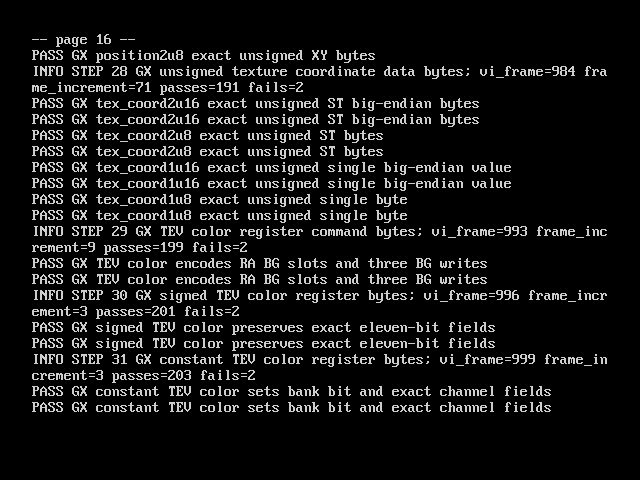 -- page 16 --
PASS GX position2u8 exact unsigned XY bytes
INFO STEP 28 GX unsigned texture coordinate data bytes; vi_frame=984 fra
me_increment=71 passes=191 fails=2
PASS GX tex_coord2u16 exact unsigned ST big-endian bytes
PASS GX tex_coord2u16 exact unsigned ST big-endian bytes
PASS GX tex_coord2u8 exact unsigned ST bytes
PASS GX tex_coord2u8 exact unsigned ST bytes
PASS GX tex_coord1u16 exact unsigned single big-endian value
PASS GX tex_coord1u16 exact unsigned single big-endian value
PASS GX tex_coord1u8 exact unsigned single byte
PASS GX tex_coord1u8 exact unsigned single byte
INFO STEP 29 GX TEV color register command bytes; vi_frame=993 frame_inc
rement=9 passes=199 fails=2
PASS GX TEV color encodes RA BG slots and three BG writes
PASS GX TEV color encodes RA BG slots and three BG writes
INFO STEP 30 GX signed TEV color register bytes; vi_frame=996 frame_incr
ement=3 passes=201 fails=2
PASS GX signed TEV color preserves exact eleven-bit fields
PASS GX signed TEV color preserves exact eleven-bit fields
INFO STEP 31 GX constant TEV color register bytes; vi_frame=999 frame_in
crement=3 passes=203 fails=2
PASS GX constant TEV color sets bank bit and exact channel fields
PASS GX constant TEV color sets bank bit and exact channel fields